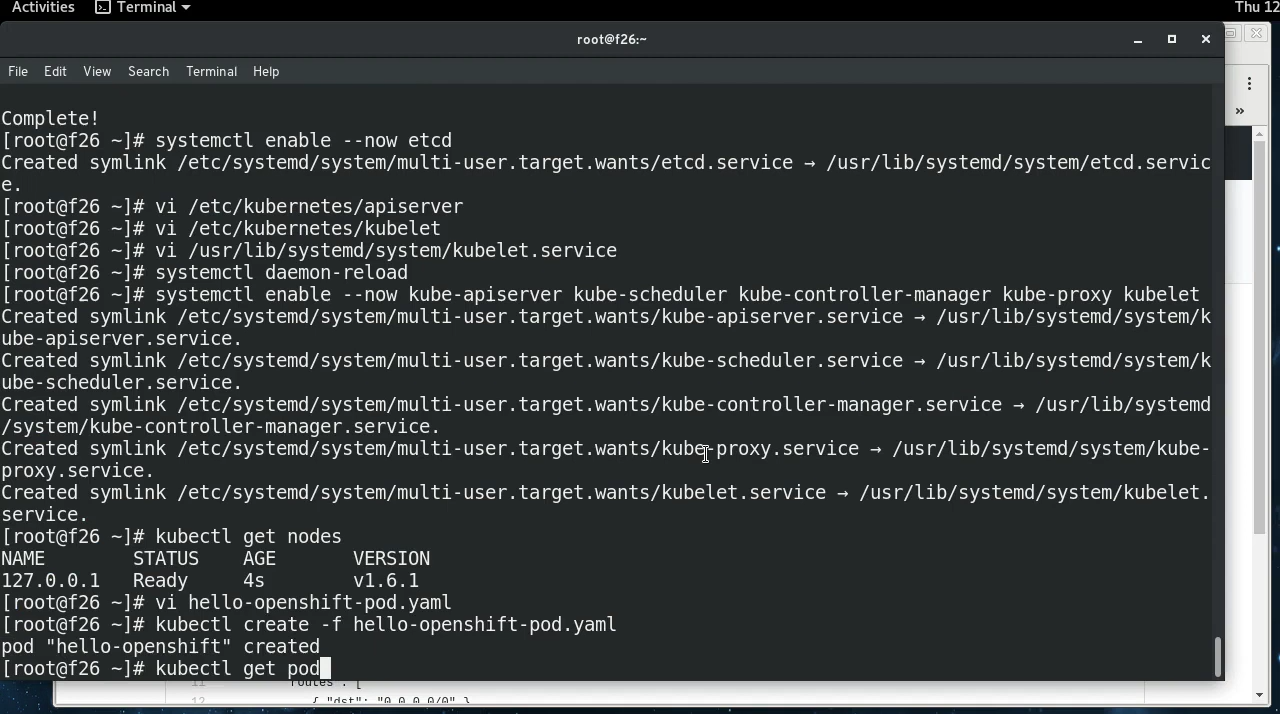 Activities Terminal Thu 12
root@f26:~
File Edit View Search Terminal Help
»
Complete!
[root@f26 ~]# systemctl enable --now etcd
Created symlink /etc/systemd/system/multi-user.target.wants/etcd.service → /usr/lib/systemd/system/etcd.servic
e.
[root@f26 ~]# vi /etc/kubernetes/apiserver
[root@f26 ~]# vi /etc/kubernetes/kubelet
[root@f26 ~]# vi /usr/lib/systemd/system/kubelet.service
[root@f26 ~]# systemctl daemon-reload
[root@f26 ~]# systemctl enable --now kube-apiserver kube-scheduler kube-controller-manager kube-proxy kubelet
Created symlink /etc/systemd/system/multi-user.target.wants/kube-apiserver.service → /usr/lib/systemd/system/k
ube-apiserver.service.
Created symlink /etc/systemd/system/multi-user.target.wants/kube-scheduler.service → /usr/lib/systemd/system/k
ube-scheduler.service.
Created symlink /etc/systemd/system/multi-user.target.wants/kube-controller-manager.service → /usr/lib/systemd
/system/kube-controller-manager.service.
Created symlink /etc/systemd/system/multi-user.target.wants/kube-proxy.service → /usr/lib/systemd/system/kube-
proxy.service.
Created symlink /etc/systemd/system/multi-user.target.wants/kubelet.service → /usr/lib/systemd/system/kubelet.
service.
[root@f26 ~]# kubectl get nodes
NAME STATUS AGE VERSION
127.0.0.1 Ready 4s v1.6.1
[root@f26 ~]# vi hello-openshift-pod.yaml
[root@f26 ~]# kubectl create -f hello-openshift-pod.yaml
pod "hello-openshift" created
[root@f26 ~]# kubectl get pod
11 "routes": [
12 { "dst": "0.0.0.0/0" }